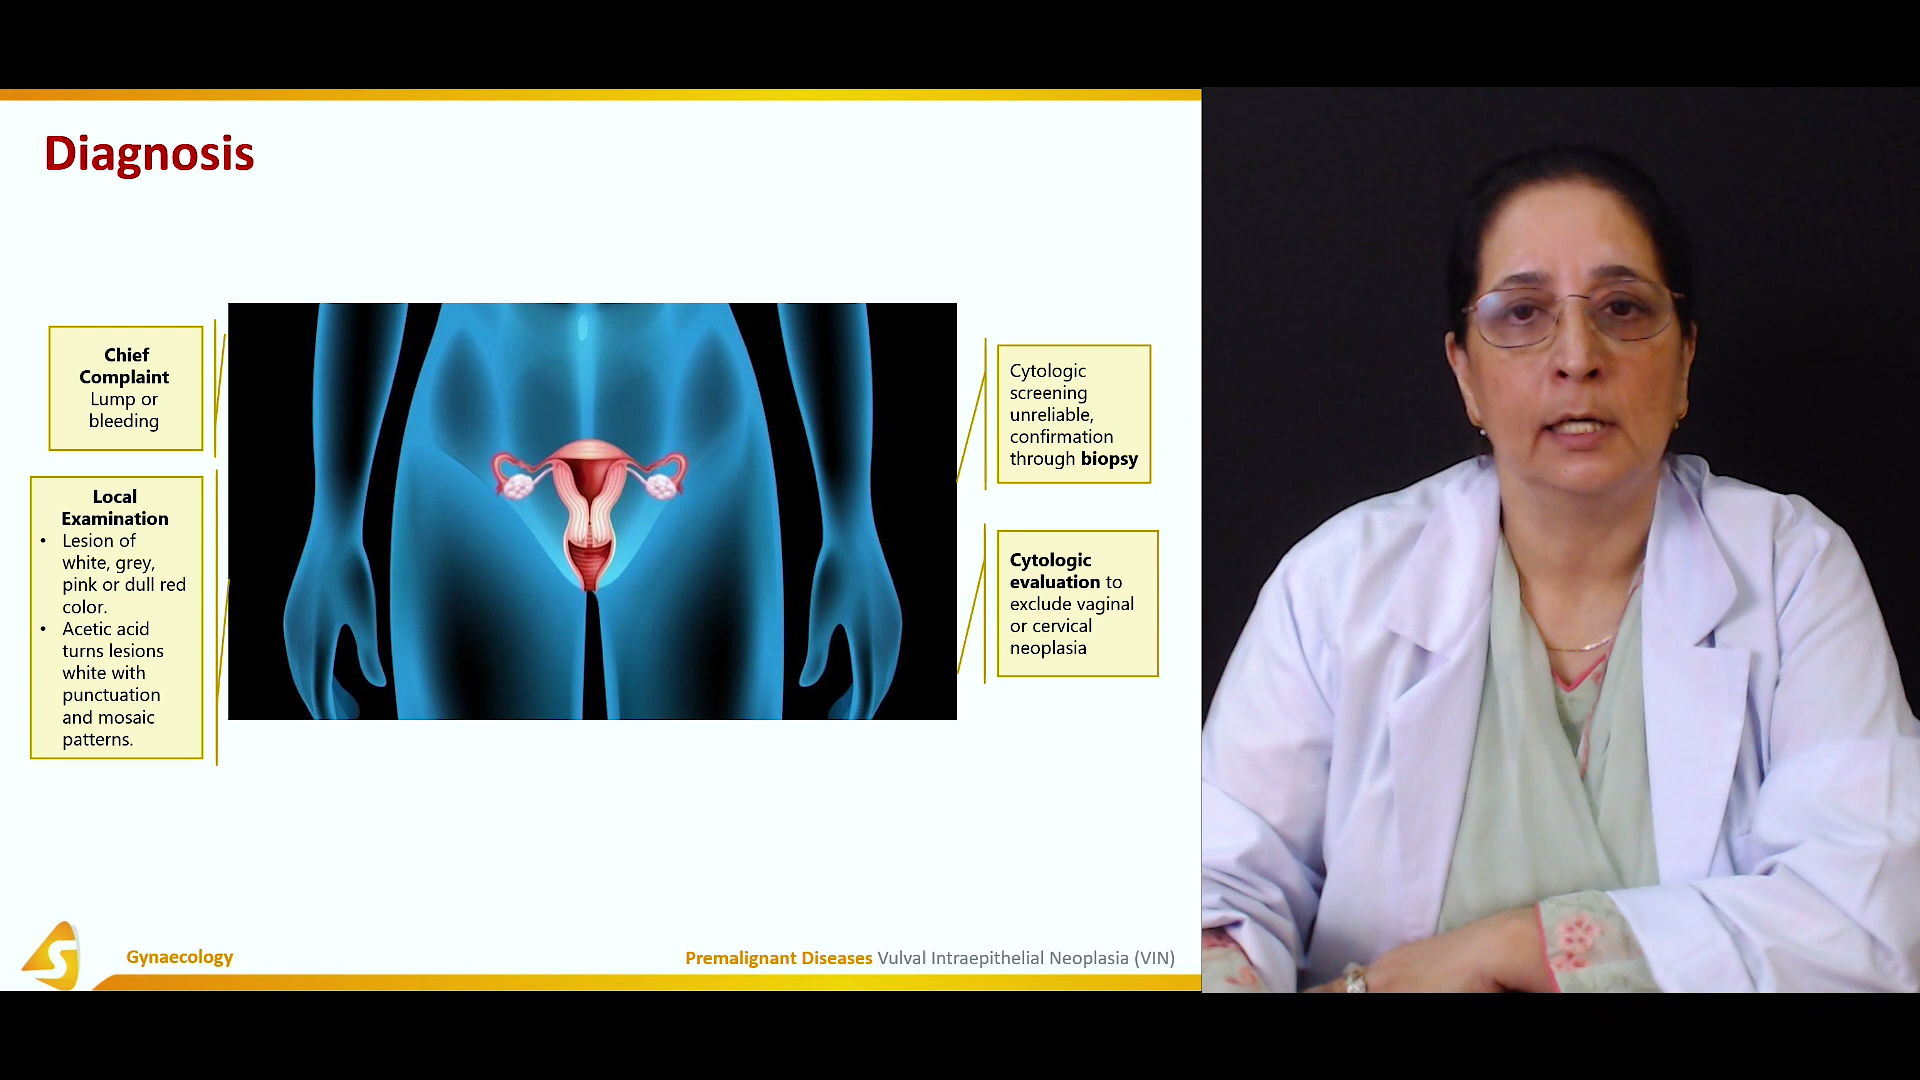 Diagnosis
Chief
Complaint
Lump or
bleeding
Local
Examination
• Lesion of
white, grey,
pink or dull red
color.
• Acetic acid
turns lesions
white with
punctuation
and mosaic
patterns.
Cytologic
screening
unreliable,
confirmation
through biopsy
Cytologic
evaluation to
exclude vaginal
or cervical
neoplasia
S
Gynaecology
Premalignant Diseases Vulval Intraepithelial Neoplasia (VIN)